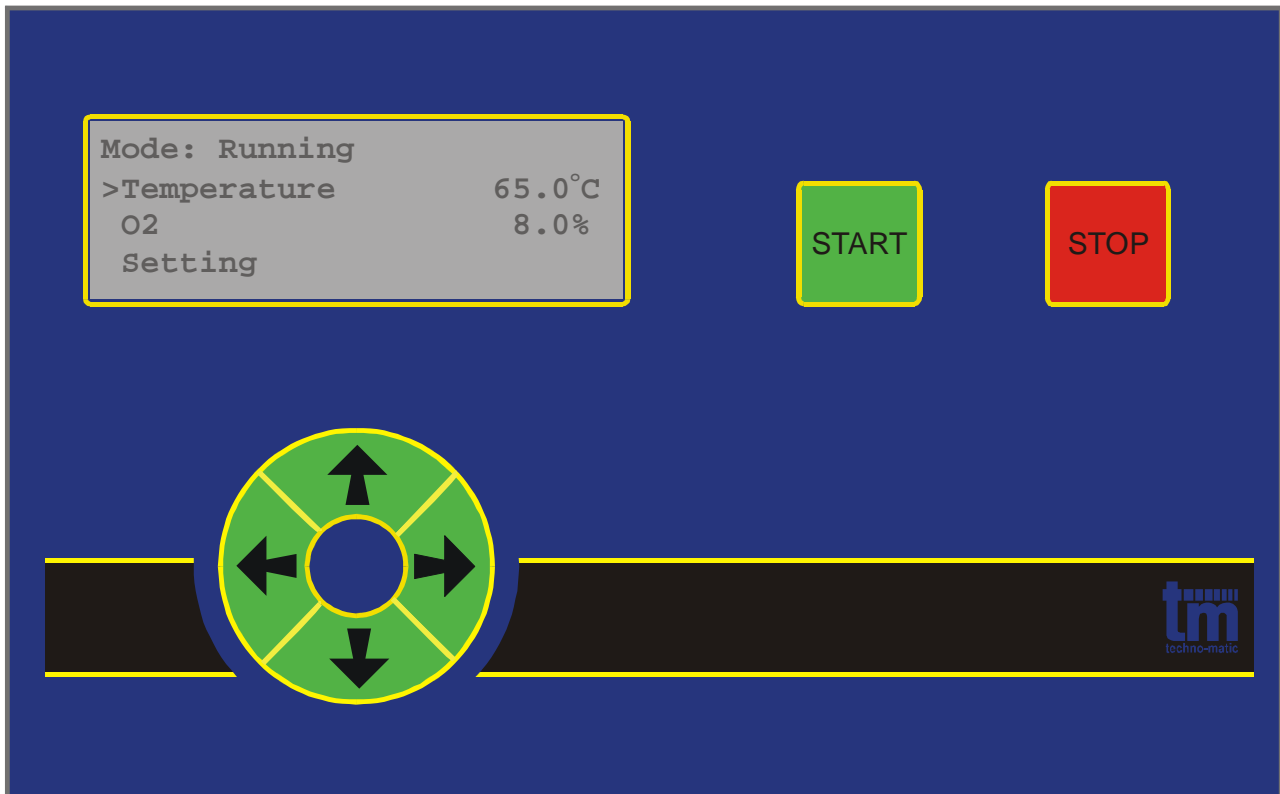 Mode: Running
>Temperature 65.0°C
O2 8.0%
Setting
START
STOP
tm
techno-matic